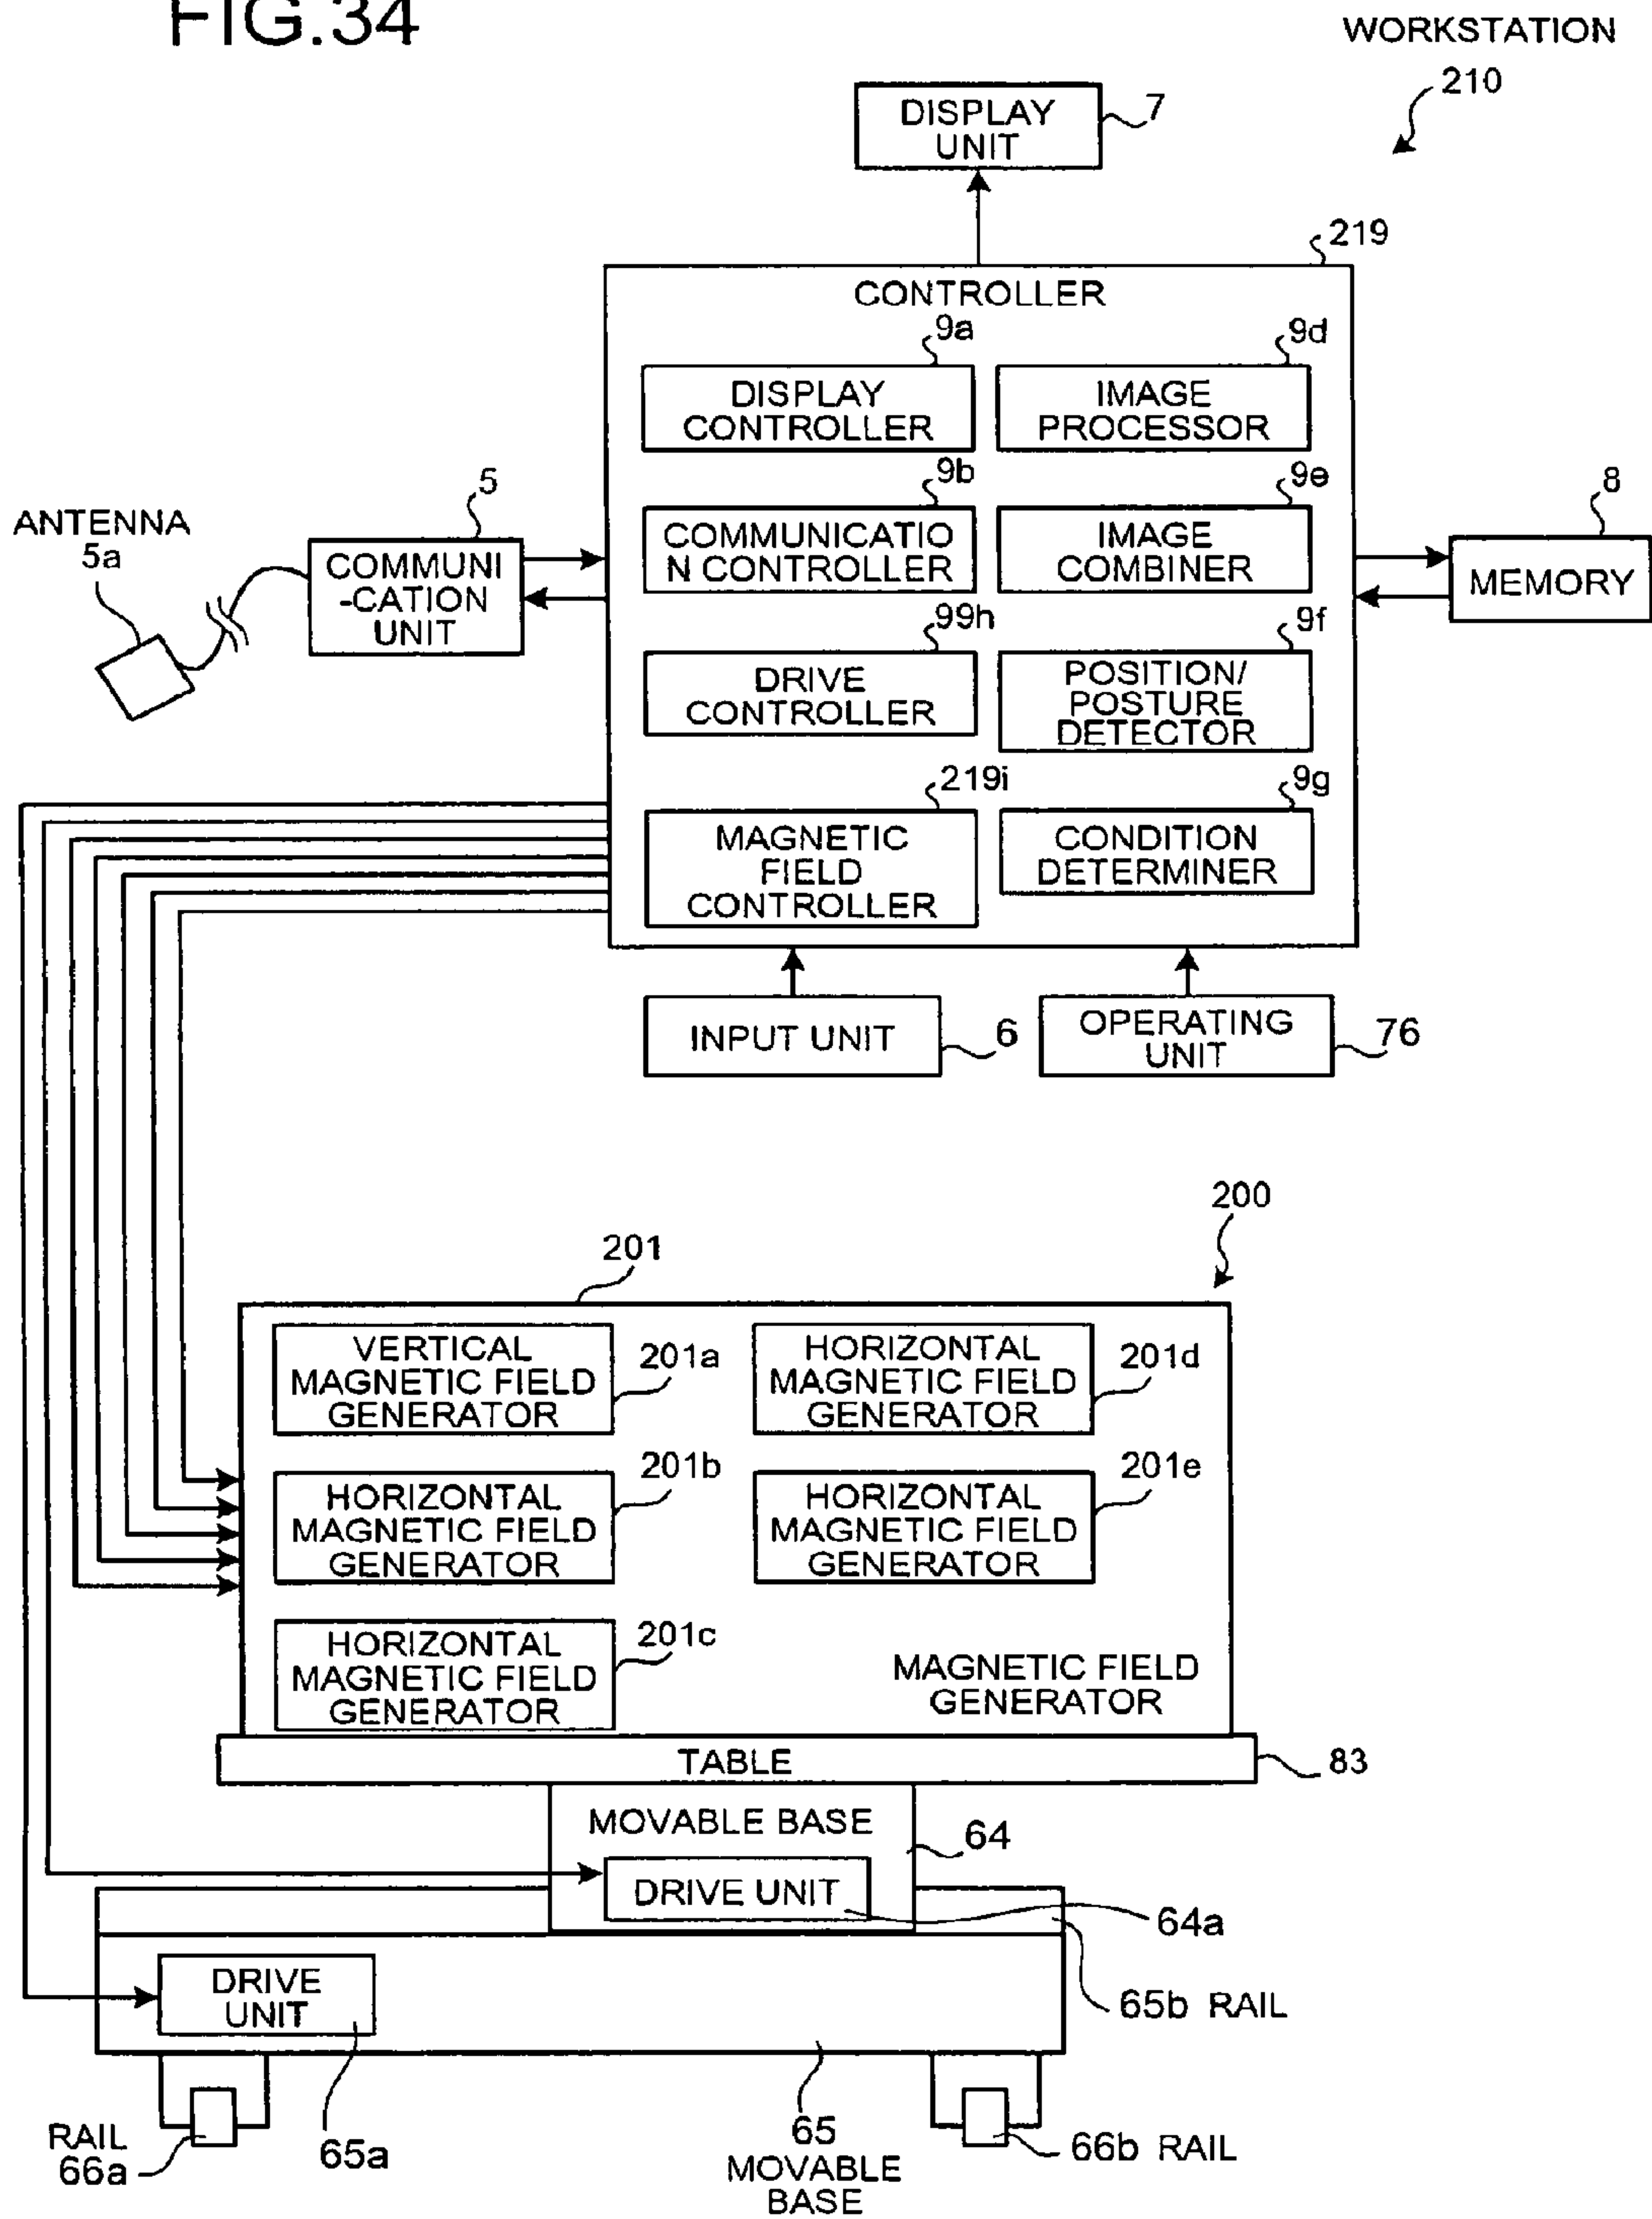 FIG.34
WORKSTATION
210
DISPLAY
UNIT
7
219
CONTROLLER
9a
9d
DISPLAY
CONTROLLER
IMAGE
PROCESSOR
9b
9e
COMMUNICATIO
N CONTROLLER
IMAGE
COMBINER
99h
9f
DRIVE
CONTROLLER
POSITION/
POSTURE
DETECTOR
219i
9g
MAGNETIC
FIELD
CONTROLLER
CONDITION
DETERMINER
ANTENNA
5a
5
COMMUNI
-CATION
UNIT
8
MEMORY
INPUT UNIT
6
OPERATING
UNIT
76
200
201
VERTICAL
MAGNETIC FIELD
GENERATOR
201a
HORIZONTAL
MAGNETIC FIELD
GENERATOR
201d
HORIZONTAL
MAGNETIC FIELD
GENERATOR
201b
HORIZONTAL
MAGNETIC FIELD
GENERATOR
201e
HORIZONTAL
MAGNETIC FIELD
GENERATOR
201c
MAGNETIC FIELD
GENERATOR
TABLE
83
MOVABLE BASE
64
DRIVE UNIT
64a
DRIVE
UNIT
65b RAIL
RAIL
66a
65a
65
MOVABLE
BASE
66b RAIL